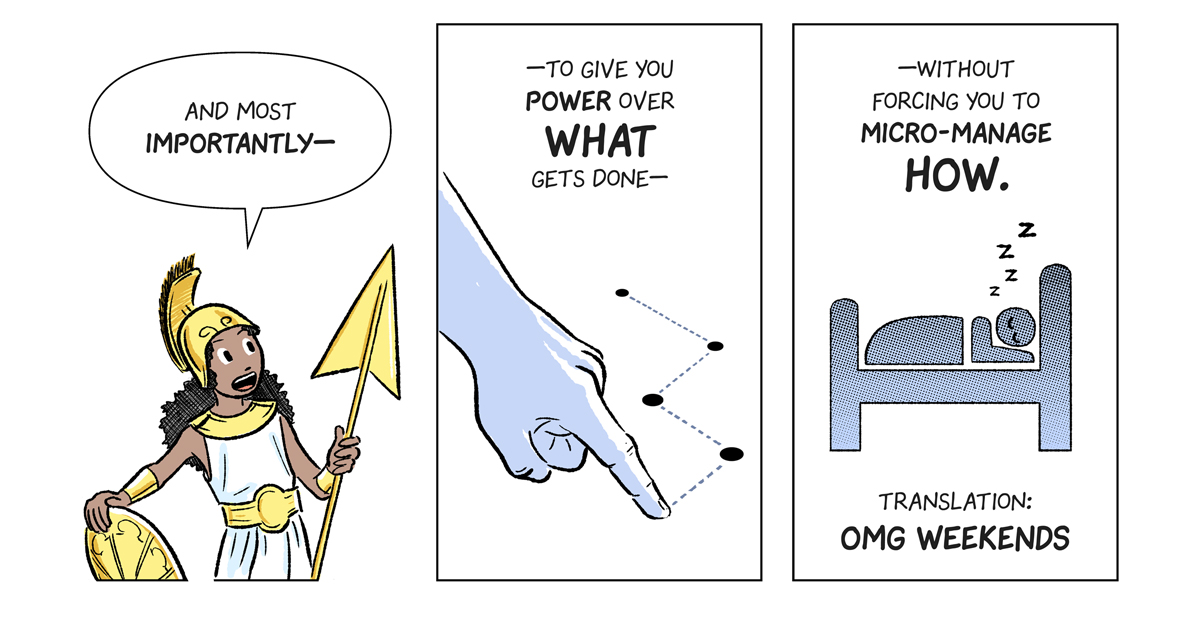 AND MOST
IMPORTANTLY—
—TO GIVE YOU
POWER OVER
WHAT
GETS DONE—
—WITHOUT
FORCING YOU TO
MICRO-MANAGE
HOW.
Z
Z
Z
Z
TRANSLATION:
OMG WEEKENDS